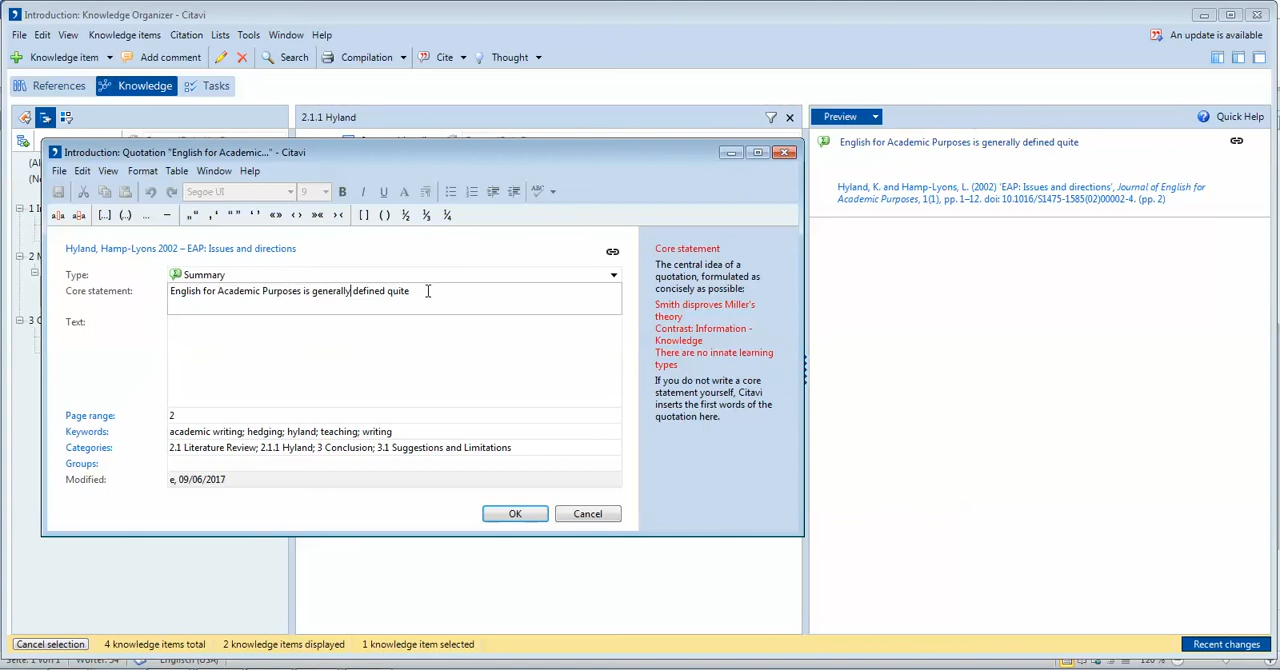 Introduction: Knowledge Organizer - Citavi
File Edit View Knowledge items Citation Lists Tools Window Help
An update is available
Knowledge item Add comment Search Compilation Cite Thought
References Knowledge Tasks
2.1.1 Hyland
Preview
Quick Help
English for Academic Purposes is generally defined quite
Hyland, K. and Hamp-Lyons, L. (2002) 'EAP: Issues and directions', Journal of English for
Academic Purposes, 1(1), pp. 1–12. doi: 10.1016/S1475-1585(02)00002-4. (pp. 2)
Introduction: Quotation "English for Academic..." - Citavi
File Edit View Format Table Window Help
Segoe UI 9 B I U A ABC
[...] (...) ... – „“ ‚‘ “” ‘’ «» ‹› »« ›‹ [ ] ( ) ½ ⅓ ¼
Hyland, Hamp-Lyons 2002 – EAP: Issues and directions
Type: Summary
Core statement: English for Academic Purposes is generally defined quite
Text:
Page range: 2
Keywords: academic writing; hedging; hyland; teaching; writing
Categories: 2.1 Literature Review; 2.1.1 Hyland; 3 Conclusion; 3.1 Suggestions and Limitations
Groups:
Modified: e, 09/06/2017
OK Cancel
Core statement
The central idea of a
quotation, formulated as
concisely as possible:
Smith disproves Miller's
theory
Contrast: Information -
Knowledge
There are no innate learning
types
If you do not write a core
statement yourself, Citavi
inserts the first words of the
quotation here.
Cancel selection 4 knowledge items total 2 knowledge items displayed 1 knowledge item selected
Recent changes